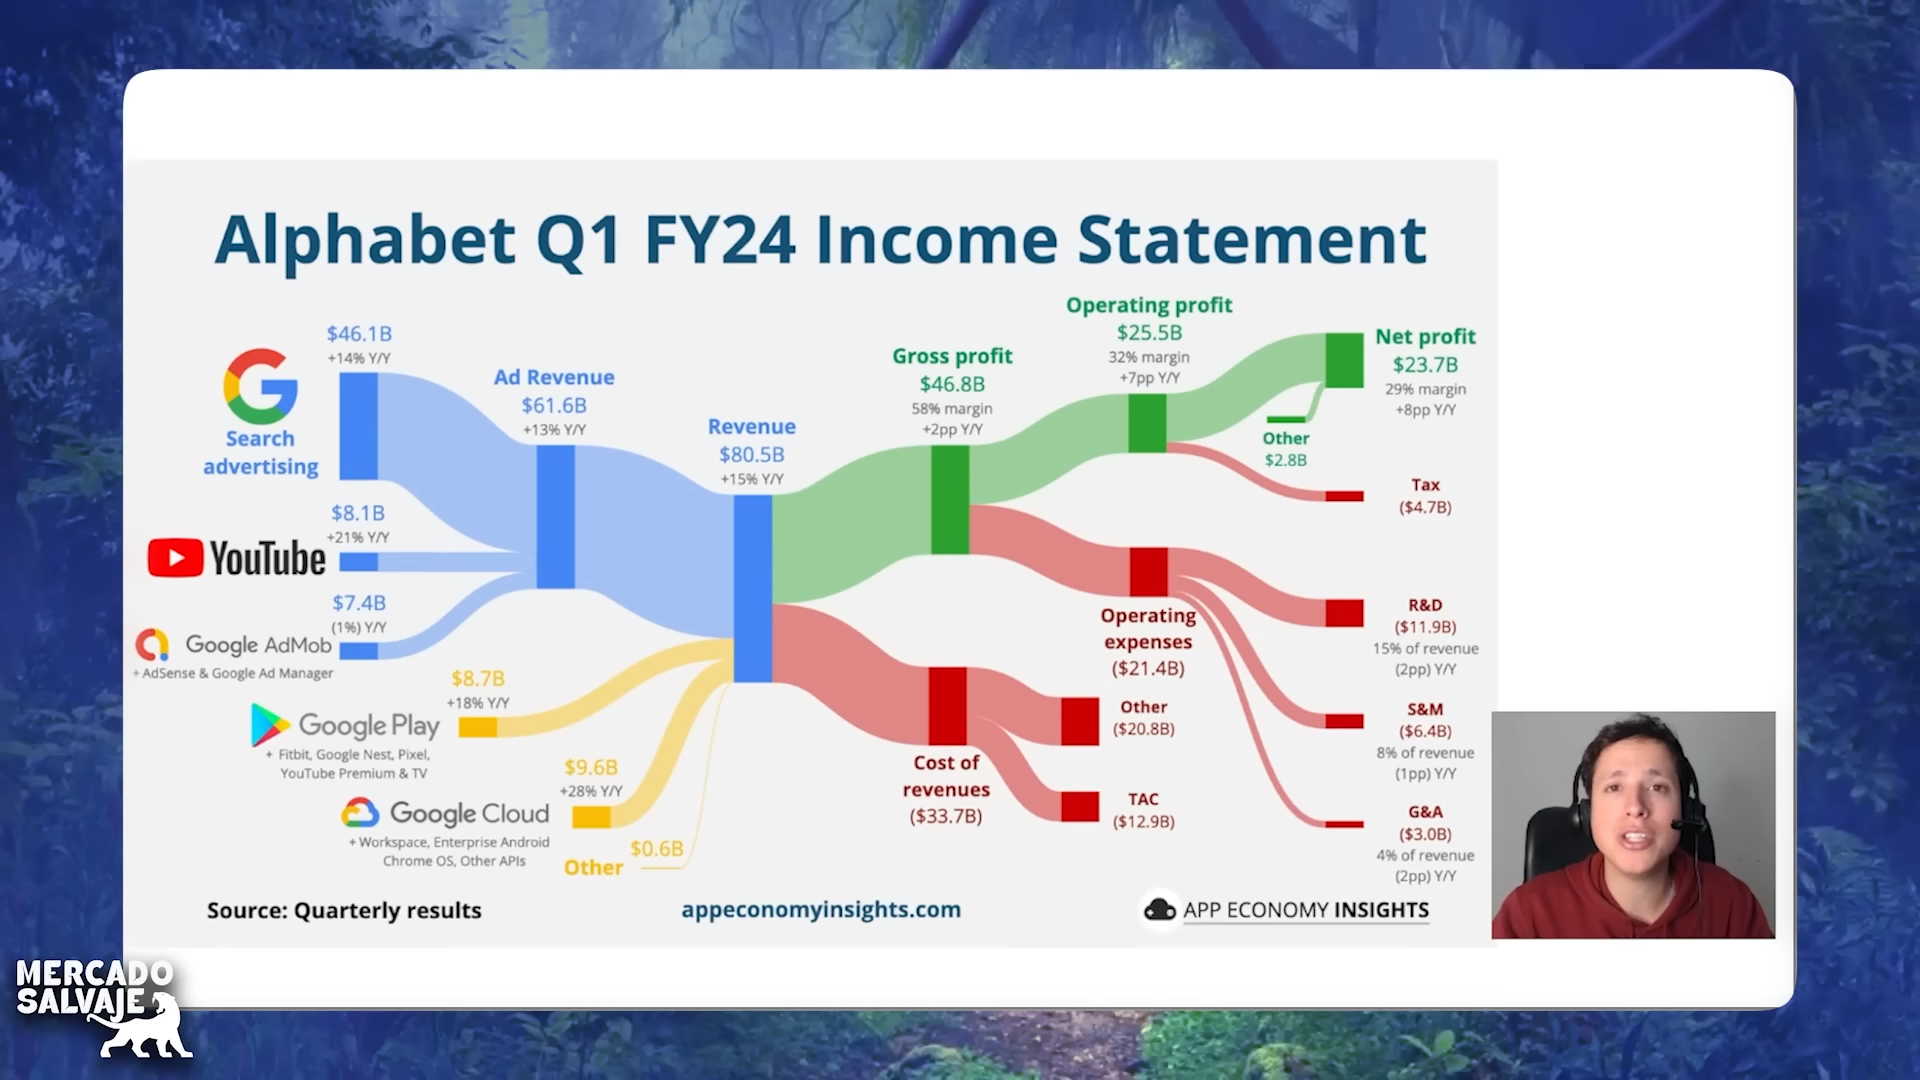 Alphabet Q1 FY24 Income Statement
$46.1B
+14% Y/Y
Search
advertising
$8.1B
+21% Y/Y
YouTube
$7.4B
(1%) Y/Y
Google AdMob
+ AdSense & Google Ad Manager
Ad Revenue
$61.6B
+13% Y/Y
$8.7B
+18% Y/Y
Google Play
+ Fitbit, Google Nest, Pixel,
YouTube Premium & TV
$9.6B
+28% Y/Y
Google Cloud
+ Workspace, Enterprise Android
Chrome OS, Other APIs
$0.6B
Other
Revenue
$80.5B
+15% Y/Y
Gross profit
$46.8B
58% margin
+2pp Y/Y
Cost of
revenues
($33.7B)
Other
($20.8B)
TAC
($12.9B)
Operating profit
$25.5B
32% margin
+7pp Y/Y
Operating
expenses
($21.4B)
Net profit
$23.7B
29% margin
+8pp Y/Y
Other
$2.8B
Tax
($4.7B)
R&D
($11.9B)
15% of revenue
(2pp) Y/Y
S&M
($6.4B)
8% of revenue
(1pp) Y/Y
G&A
($3.0B)
4% of revenue
(2pp) Y/Y
Source: Quarterly results
appeconomyinsights.com
APP ECONOMY INSIGHTS
MERCADO
SALVAJE